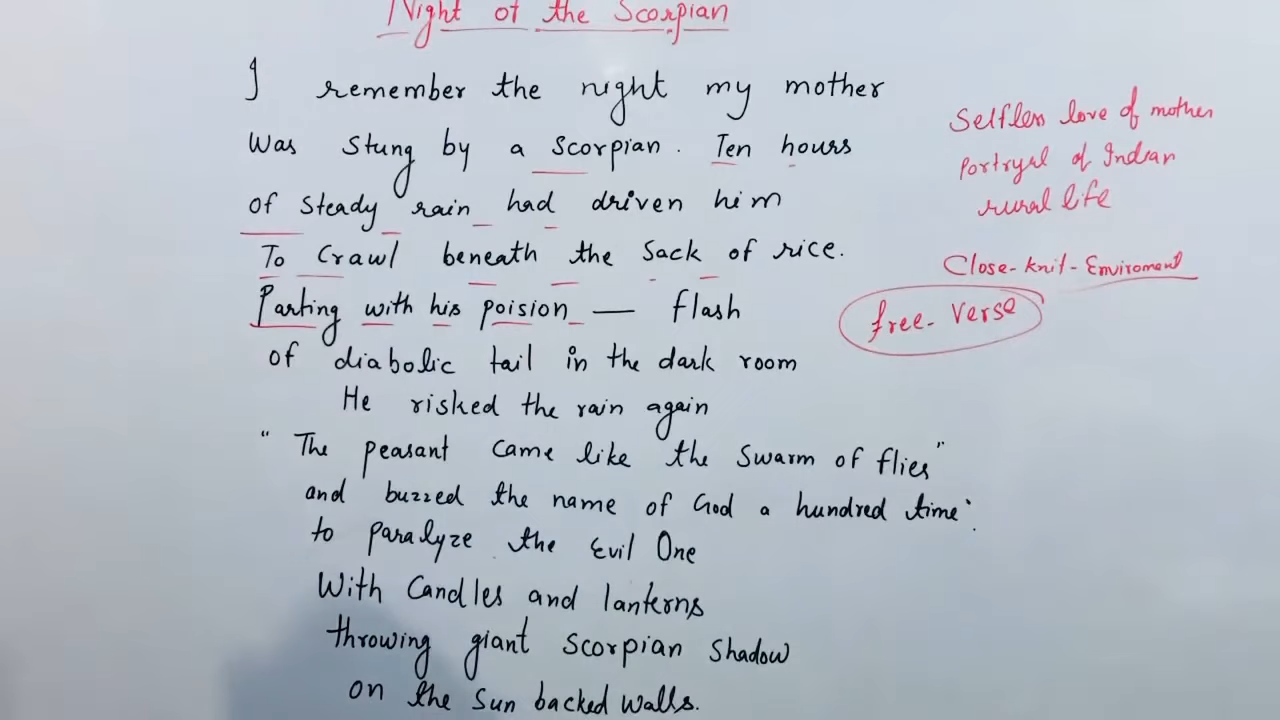 Night of the Scorpian
I remember the night my mother
Was stung by a scorpian. Ten hours
of steady rain had driven him
To Crawl beneath the Sack of rice.
Parting with his poision — flash
of diabolic tail in the dark room
He risked the rain again
"The peasant came like the swarm of flies"
and buzzed the name of God a hundred time.
to paralyze the Evil One
With Candles and lanterns
throwing giant scorpian shadow
on the sun backed walls.
Selfless love of mother
Portryal of Indian
rural life
Close-knit-Enviroment
free-verse